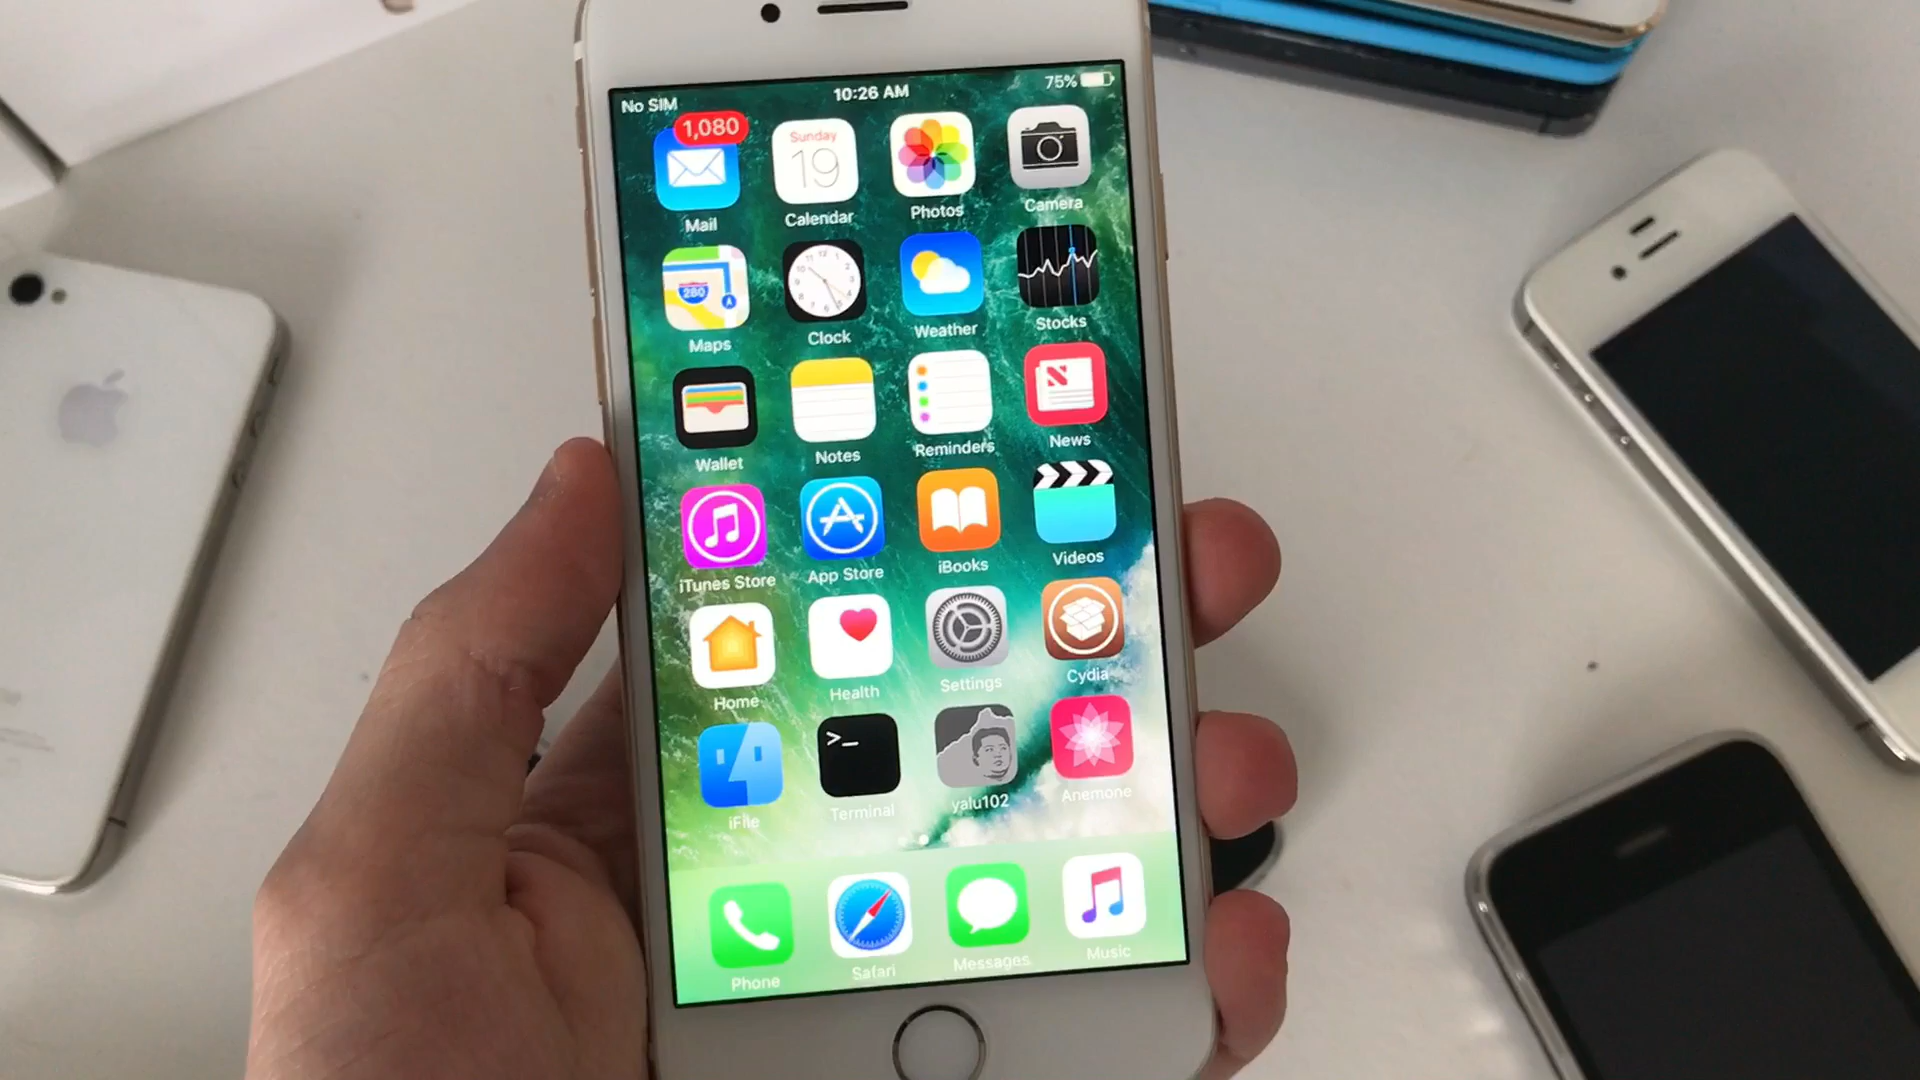 No SIM 10:26 AM 75%
1,080
Sunday
19
Mail Calendar Photos Camera
280
Maps Clock Weather Stocks
Wallet Notes Reminders News
iTunes Store App Store iBooks Videos
Home Health Settings Cydia
>_
iFile Terminal yalu102 Anemone
Phone Safari Messages Music